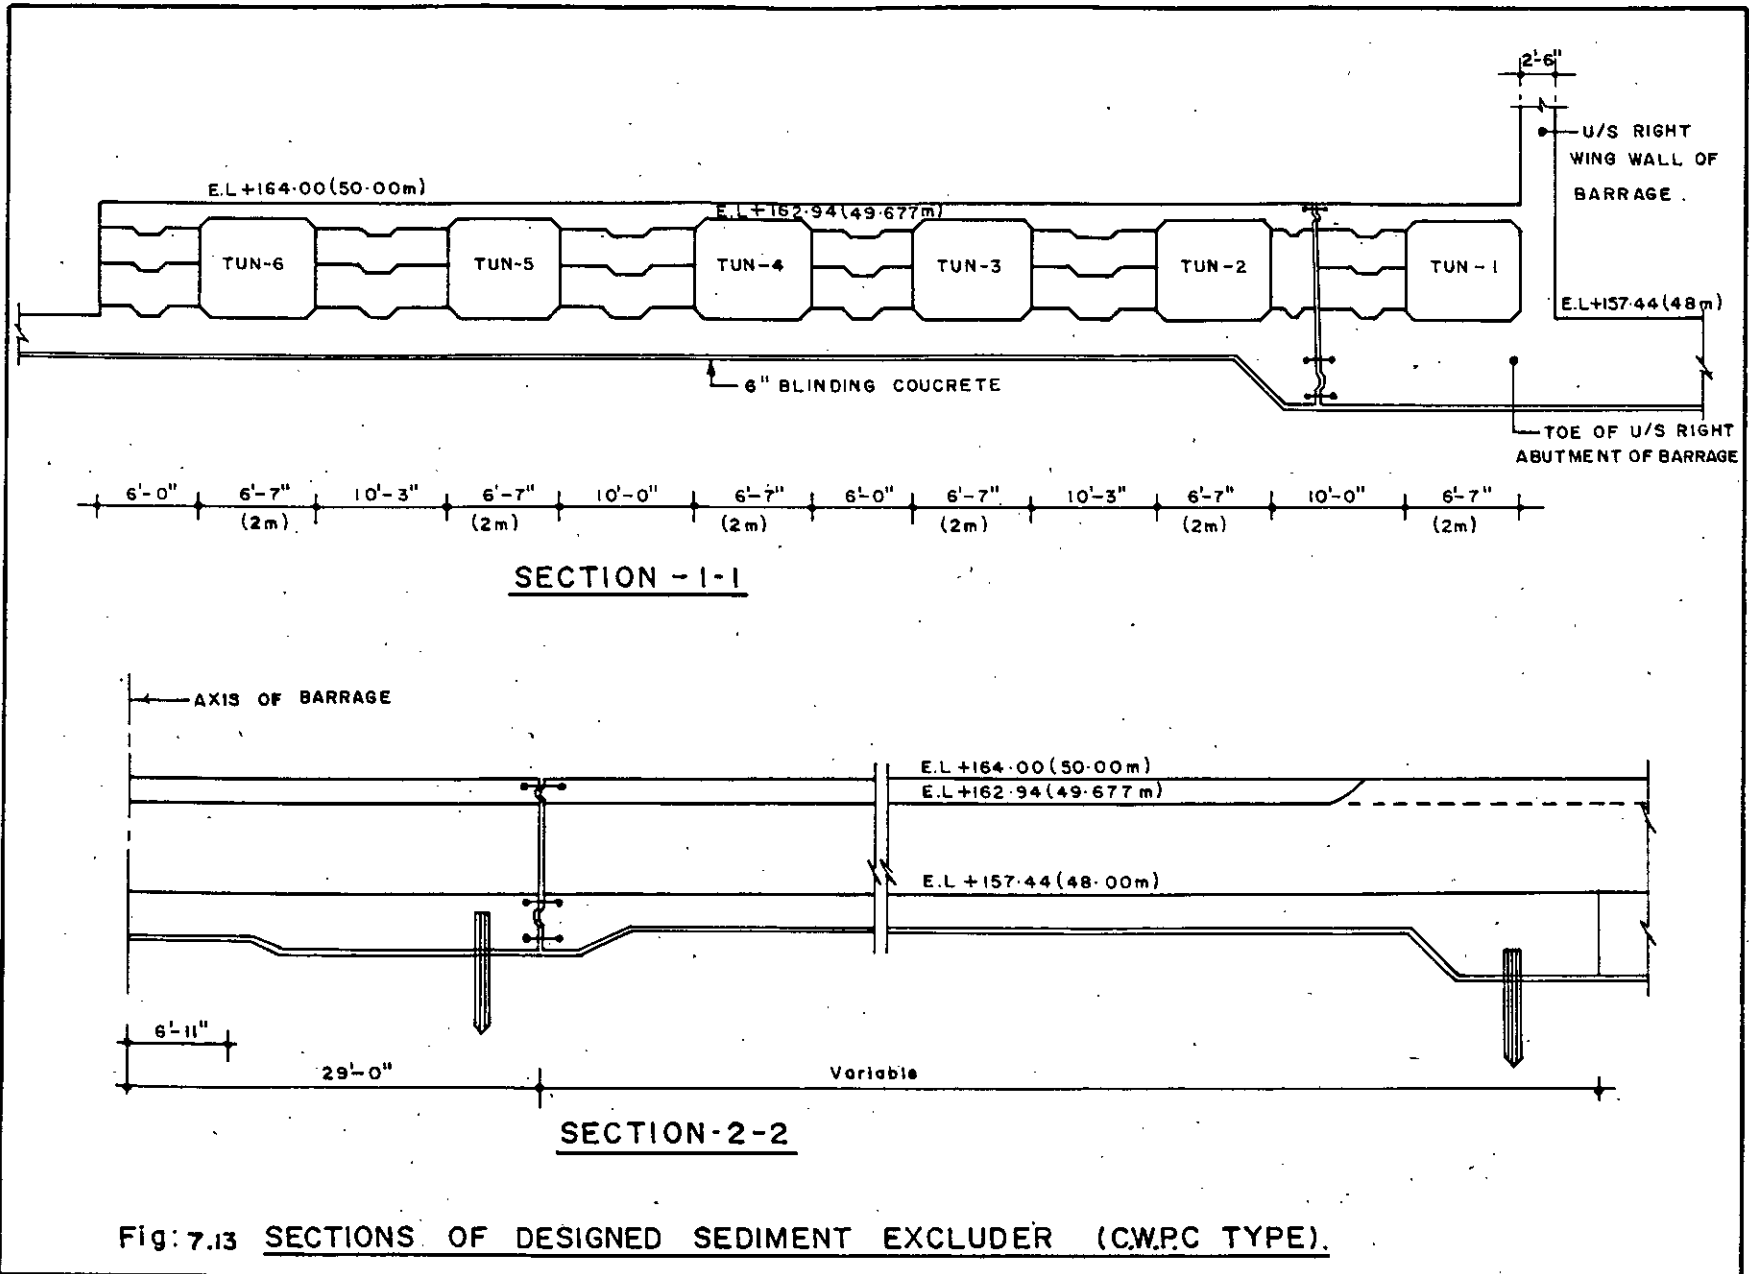 2'-6"
U/S RIGHT
WING WALL OF
BARRAGE.
E.L+164·00(50·00m)
E.L+162·94(49·677m)
TUN-6
TUN-5
TUN-4
TUN-3
TUN-2
TUN-1
E.L+157·44(48m)
6" BLINDING COUCRETE
TOE OF U/S RIGHT
ABUTMENT OF BARRAGE
6'-0" 6'-7" 10'-3" 6'-7" 10'-0" 6'-7" 6'-0" 6'-7" 10'-3" 6'-7" 10'-0" 6'-7"
(2m) (2m) (2m) (2m) (2m) (2m)
SECTION -1-1
AXIS OF BARRAGE
E.L+164·00(50·00m)
E.L+162·94(49·677m)
E.L+157·44(48·00m)
6'-11"
29'-0"
Variable
SECTION-2-2
Fig: 7.13 SECTIONS OF DESIGNED SEDIMENT EXCLUDER (C.W.P.C TYPE).